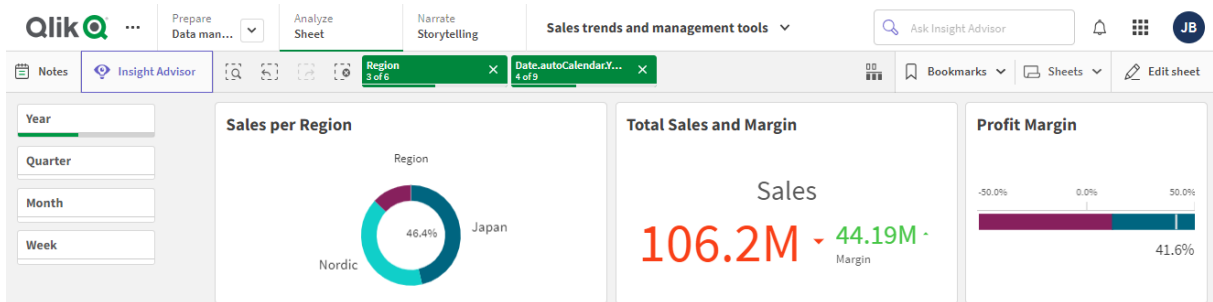 Qlik
...
Prepare
Data man...
Analyze
Sheet
Narrate
Storytelling
Sales trends and management tools
Ask Insight Advisor
JB
Notes
Insight Advisor
Region
3 of 6
Date.autoCalendar.Y...
4 of 9
Bookmarks
Sheets
Edit sheet
Year
Quarter
Month
Week
Sales per Region
Region
46.4%
Japan
Nordic
Total Sales and Margin
Sales
106.2M
44.19M
Margin
Profit Margin
-50.0% 0.0% 50.0%
41.6%